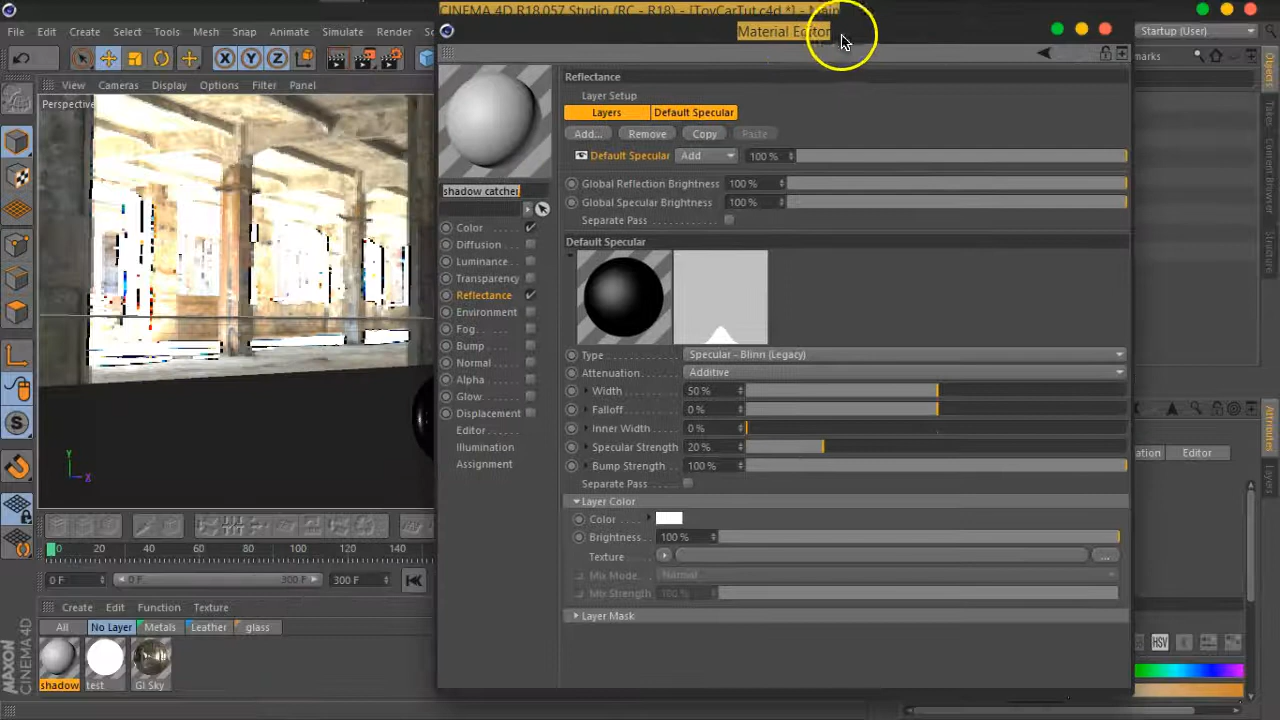 CINEMA 4D R18.057 Studio (RC - R18) - [ToyCarTut.c4d *] - Main
Material Editor
File Edit Create Select Tools Mesh Snap Animate Simulate Render Startup (User)
View Cameras Display Options Filter Panel
Perspective
shadow catcher
Color
Diffusion
Luminance
Transparency
Reflectance
Environment
Fog
Bump
Normal
Alpha
Glow
Displacement
Editor
Illumination
Assignment
Reflectance
Layer Setup
Layers Default Specular
Add... Remove Copy Paste
Default Specular Add 100 %
Global Reflection Brightness 100 %
Global Specular Brightness 100 %
Separate Pass
Default Specular
Type Specular - Blinn (Legacy)
Attenuation Additive
Width 50 %
Falloff 0 %
Inner Width 0 %
Specular Strength 20 %
Bump Strength 100 %
Separate Pass
Layer Color
Color
Brightness 100 %
Texture ...
Mix Mode Normal
Mix Strength 100 %
Layer Mask
Y
X
0 20 40 60 80 100 120 140
0 F 0 F 300 F 300 F
Create Edit Function Texture
All No Layer Metals Leather glass
shadow test GI Sky
MAXON
CINEMA 4D
marks
Objects
Takes
Attributes
Layers
Editor
HSV